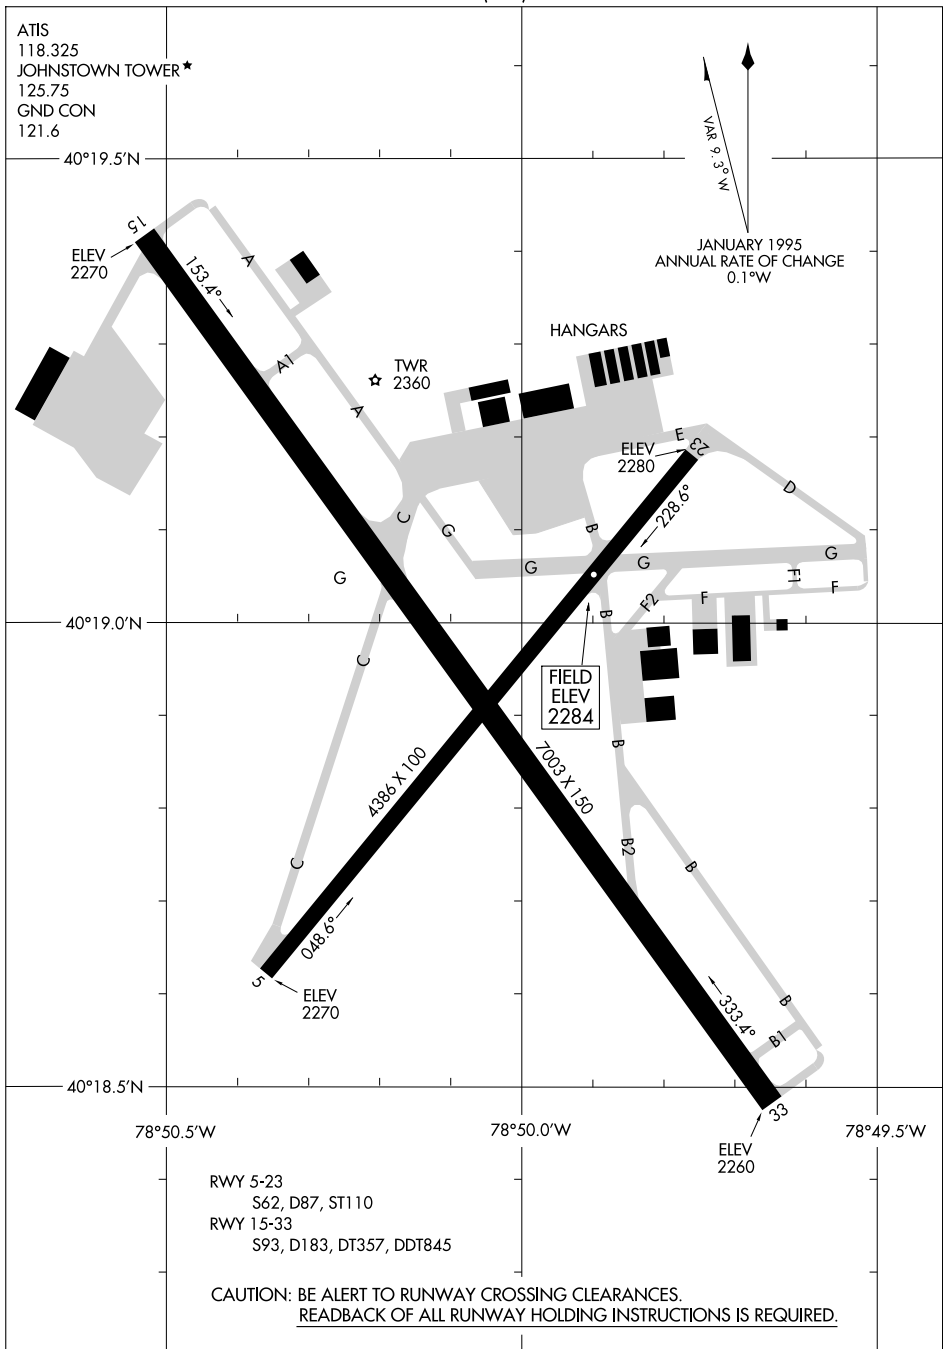 ATIS
118.325
JOHNSTOWN TOWER★
125.75
GND CON
121.6
40°19.5'N
VAR 9.3° W
JANUARY 1995
ANNUAL RATE OF CHANGE
0.1°W
15
ELEV
2270
153.4°
A
A1
A
TWR
2360
HANGARS
E
23
ELEV
2280
228.6°
D
C
G
B
G
G
G
G
F1
F
F
F2
B
40°19.0'N
C
FIELD
ELEV
2284
B
4386 X 100
7003 X 150
C
B2
B
048.6°
5
ELEV
2270
B
333.4°
B1
40°18.5'N
33
78°50.5'W
78°50.0'W
78°49.5'W
ELEV
2260
RWY 5-23
S62, D87, ST110
RWY 15-33
S93, D183, DT357, DDT845
CAUTION: BE ALERT TO RUNWAY CROSSING CLEARANCES.
READBACK OF ALL RUNWAY HOLDING INSTRUCTIONS IS REQUIRED.